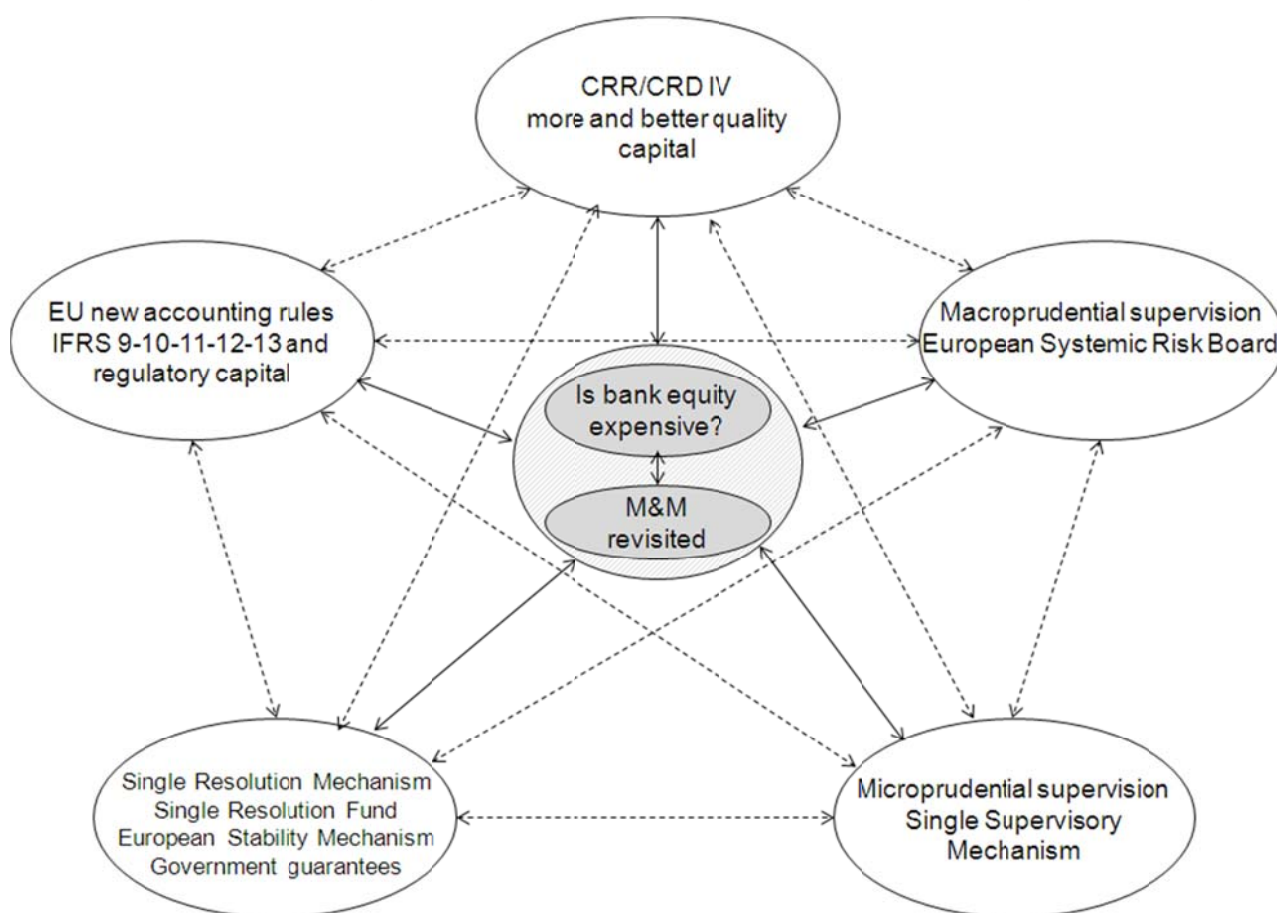 CRR/CRD IV
more and better quality
capital
EU new accounting rules
IFRS 9-10-11-12-13 and
regulatory capital
Macroprudential supervision
European Systemic Risk Board
Is bank equity
expensive?
M&M
revisited
Single Resolution Mechanism
Single Resolution Fund
European Stability Mechanism
Government guarantees
Microprudential supervision
Single Supervisory
Mechanism